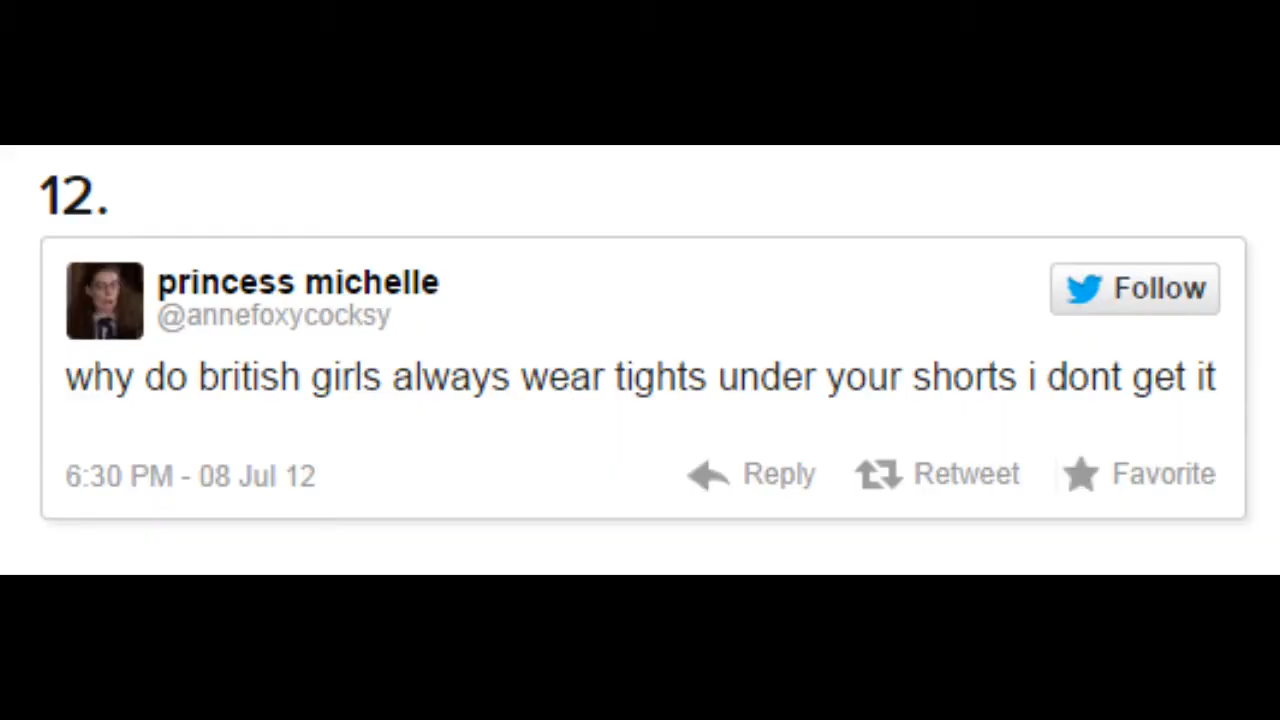 12.
princess michelle
Follow
@annefoxycocksy
why do british girls always wear tights under your shorts i dont get it
6:30 PM - 08 Jul 12 Reply Retweet Favorite